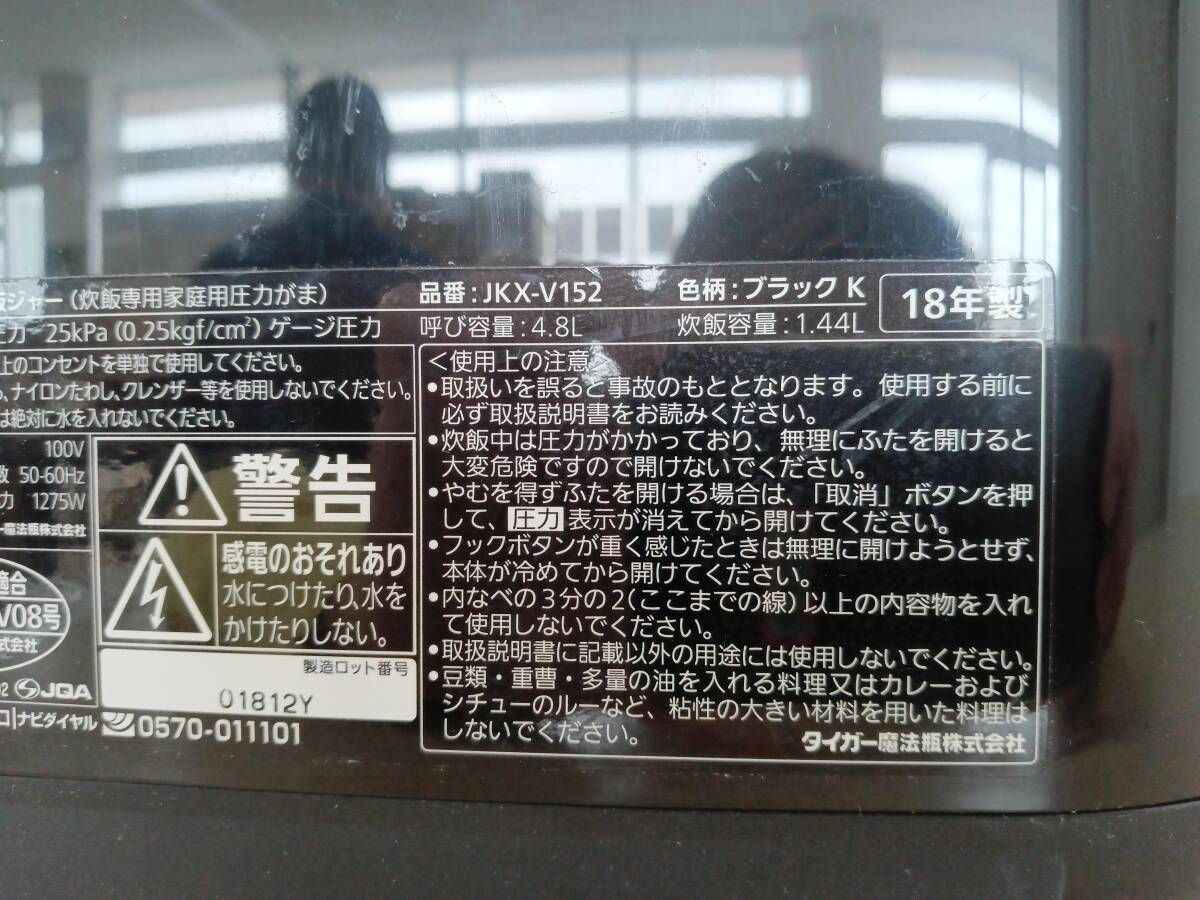 ジャー(炊飯専用家庭用圧力がま)
品番:JKX-V152
色柄:ブラック K
18年製
圧力 25kPa (0.25kgf/cm²) ゲージ圧力
呼び容量:4.8L
炊飯容量:1.44L
上のコンセントを単独で使用してください。
、ナイロンたわし、クレンザー等を使用しないでください。
は絶対に水を入れないでください。
100V
数 50-60Hz
力 1275W
ー魔法瓶株式会社
適合
V08号
式会社
02 JQA
警告
感電のおそれあり
水につけたり、水を
かけたりしない。
製造ロット番号
01812Y
ナビダイヤル 0570-011101
<使用上の注意>
•取扱いを誤ると事故のもととなります。使用する前に
必ず取扱説明書をお読みください。
•炊飯中は圧力がかかっており、無理にふたを開けると
大変危険ですので開けないでください。
•やむを得ずふたを開ける場合は、「取消」ボタンを押
して、圧力 表示が消えてから開けてください。
•フックボタンが重く感じたときは無理に開けようとせず、
本体が冷めてから開けてください。
•内なべの3分の2(ここまでの線)以上の内容物を入れ
て使用しないでください。
•取扱説明書に記載以外の用途には使用しないでください。
•豆類・重曹・多量の油を入れる料理又はカレーおよび
シチューのルーなど、粘性の大きい材料を用いた料理は
しないでください。
タイガー魔法瓶株式会社